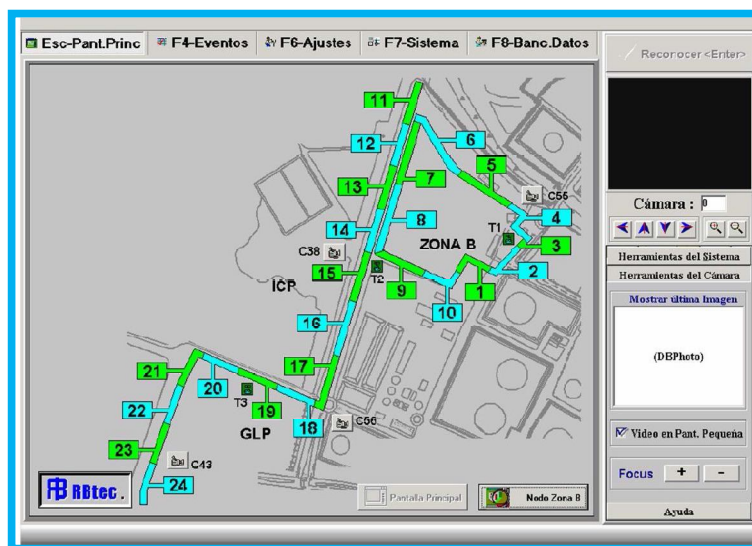 Esc-Pant.Princ
F4-Eventos
F6-Ajustes
F7-Sistema
F8-Banc.Datos
Reconocer <Enter>
11
12
6
7
5
13
C55
8
4
14
T1
Cámara : 0
C38
ZONA B
3
15
T2
2
Herramientas del Sistema
ICP
9
1
Herramientas del Cámara
10
Mostrar última Imagen
16
(DBPhoto)
17
21
20
T3
19
22
18
C56
GLP
Video en Pant. Pequeña
23
C43
Focus + -
24
RBtec.
Pantalla Principal
Nodo Zona B
Ayuda